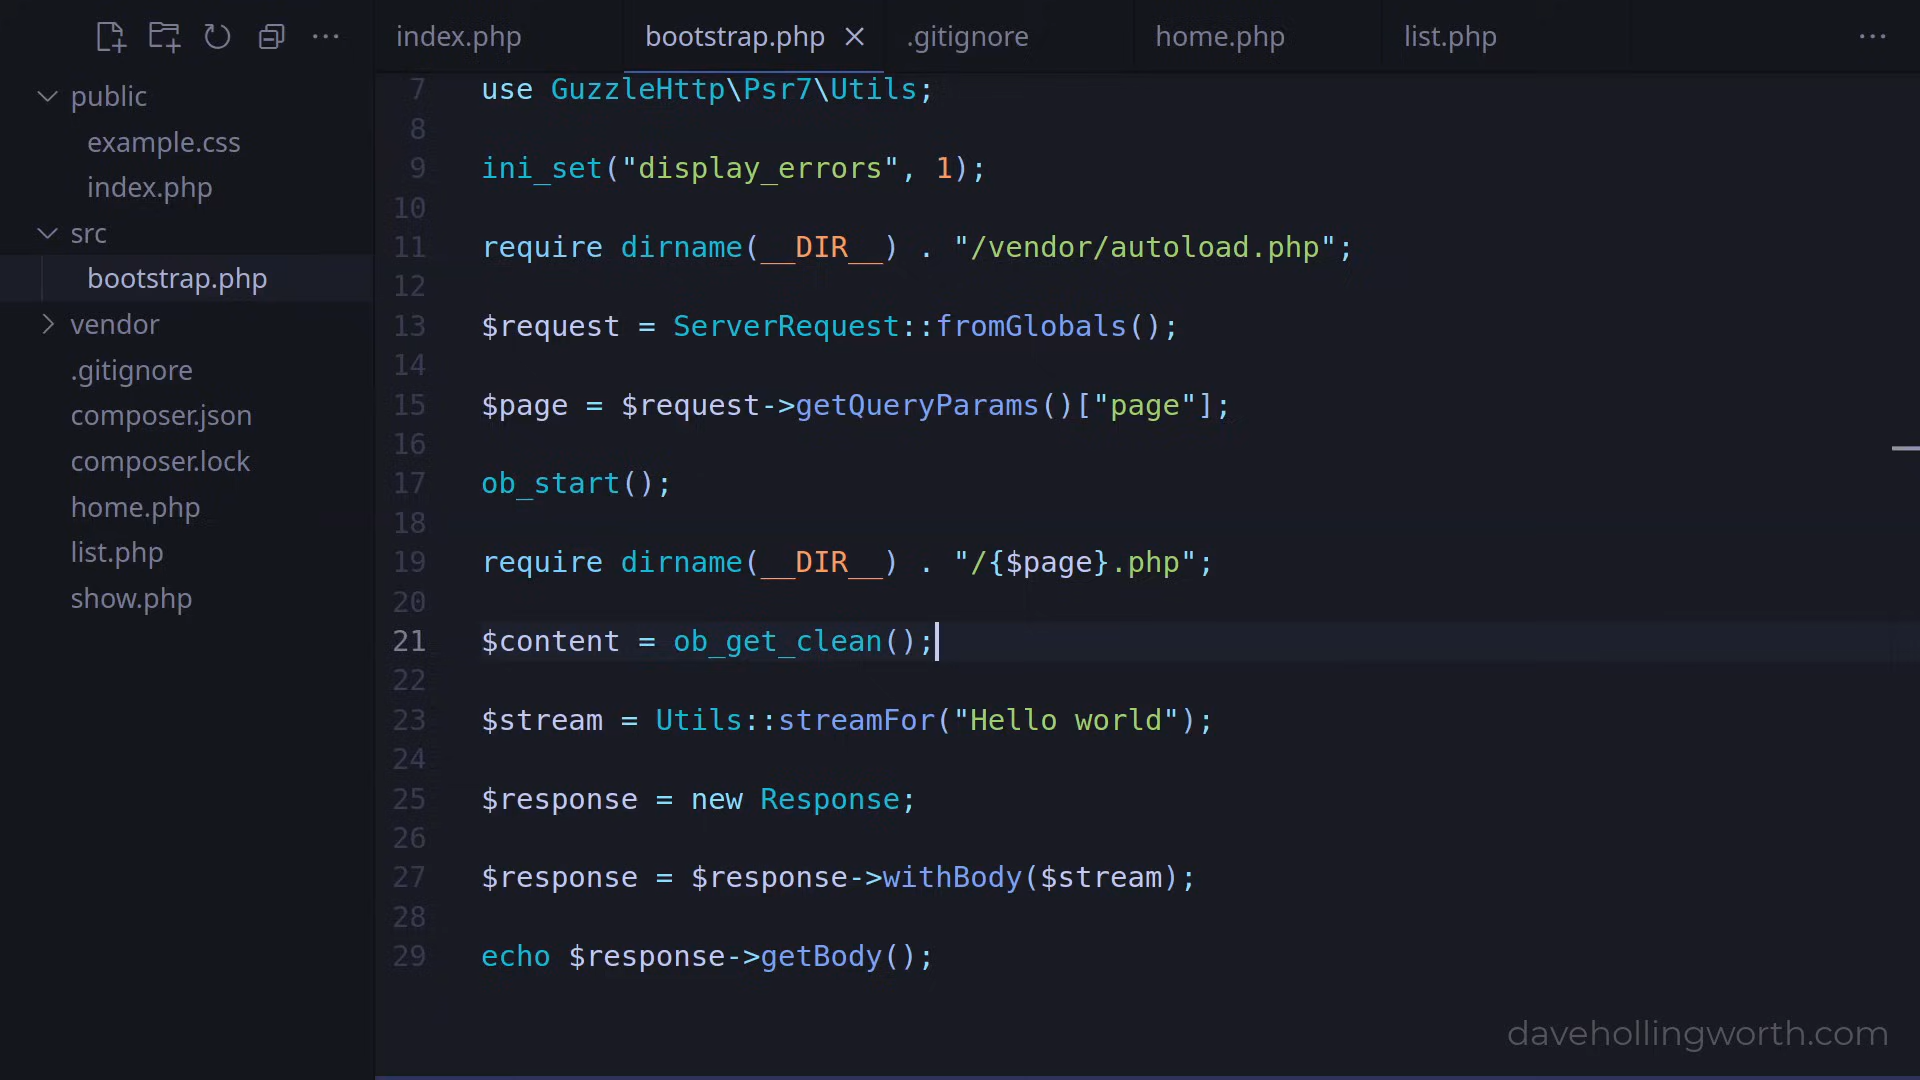 index.php
bootstrap.php
.gitignore
home.php
list.php
public
example.css
index.php
src
bootstrap.php
vendor
.gitignore
composer.json
composer.lock
home.php
list.php
show.php
7 use GuzzleHttp\Psr7\Utils;
8
9 ini_set("display_errors", 1);
10
11 require dirname(__DIR__) . "/vendor/autoload.php";
12
13 $request = ServerRequest::fromGlobals();
14
15 $page = $request->getQueryParams()["page"];
16
17 ob_start();
18
19 require dirname(__DIR__) . "/{$page}.php";
20
21 $content = ob_get_clean();
22
23 $stream = Utils::streamFor("Hello world");
24
25 $response = new Response;
26
27 $response = $response->withBody($stream);
28
29 echo $response->getBody();
davehollingworth.com